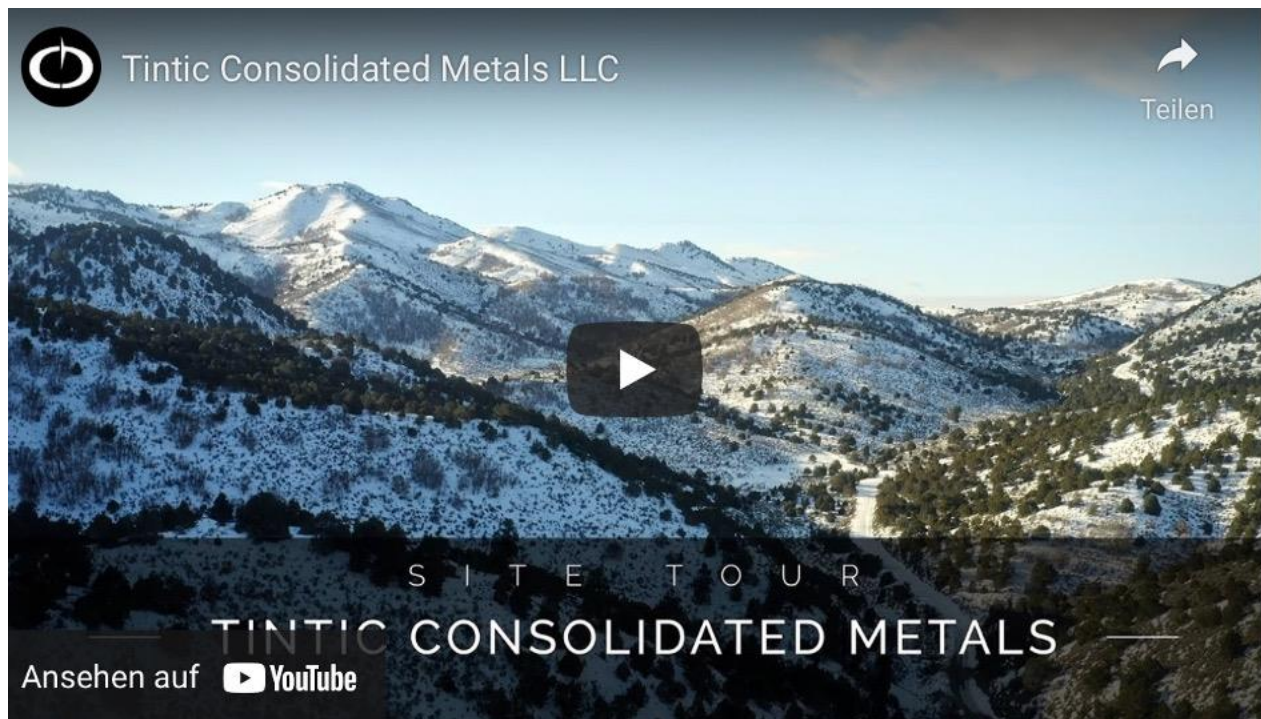 Tintic Consolidated Metals LLC
Teilen
SITE TOUR
TINTIC CONSOLIDATED METALS
Ansehen auf YouTube